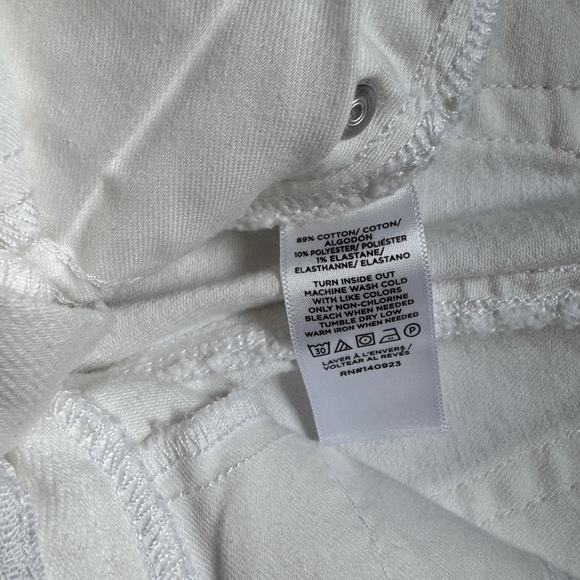 89% COTTON/ COTON/
ALGODÓN
10% POLYESTER/ POLIÉSTER
1% ELASTANE/
ELASTHANNE/ ELASTANO
TURN INSIDE OUT
MACHINE WASH COLD
WITH LIKE COLORS
ONLY NON-CHLORINE
BLEACH WHEN NEEDED
TUMBLE DRY LOW
WARM IRON WHEN NEEDED
30 P
LAVER À L'ENVERS/
VOLTEAR AL REVÉS
RN#140923